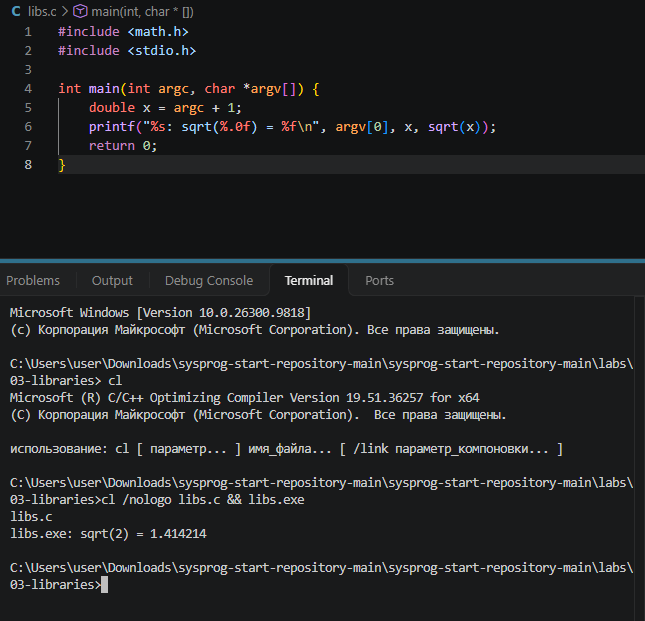 C libs.c > main(int, char * [])
1 #include <math.h>
2 #include <stdio.h>
3
4 int main(int argc, char *argv[]) {
5 double x = argc + 1;
6 printf("%s: sqrt(%.0f) = %f\n", argv[0], x, sqrt(x));
7 return 0;
8 }
Problems Output Debug Console Terminal Ports
Microsoft Windows [Version 10.0.26300.9818]
(c) Корпорация Майкрософт (Microsoft Corporation). Все права защищены.
C:\Users\user\Downloads\sysprog-start-repository-main\sysprog-start-repository-main\labs\
03-libraries> cl
Microsoft (R) C/C++ Optimizing Compiler Version 19.51.36257 for x64
(C) Корпорация Майкрософт (Microsoft Corporation).  Все права защищены.
использование: cl [ параметр... ] имя_файла... [ /link параметр_компоновки... ]
C:\Users\user\Downloads\sysprog-start-repository-main\sysprog-start-repository-main\labs\
03-libraries>cl /nologo libs.c && libs.exe
libs.c
libs.exe: sqrt(2) = 1.414214
C:\Users\user\Downloads\sysprog-start-repository-main\sysprog-start-repository-main\labs\
03-libraries>